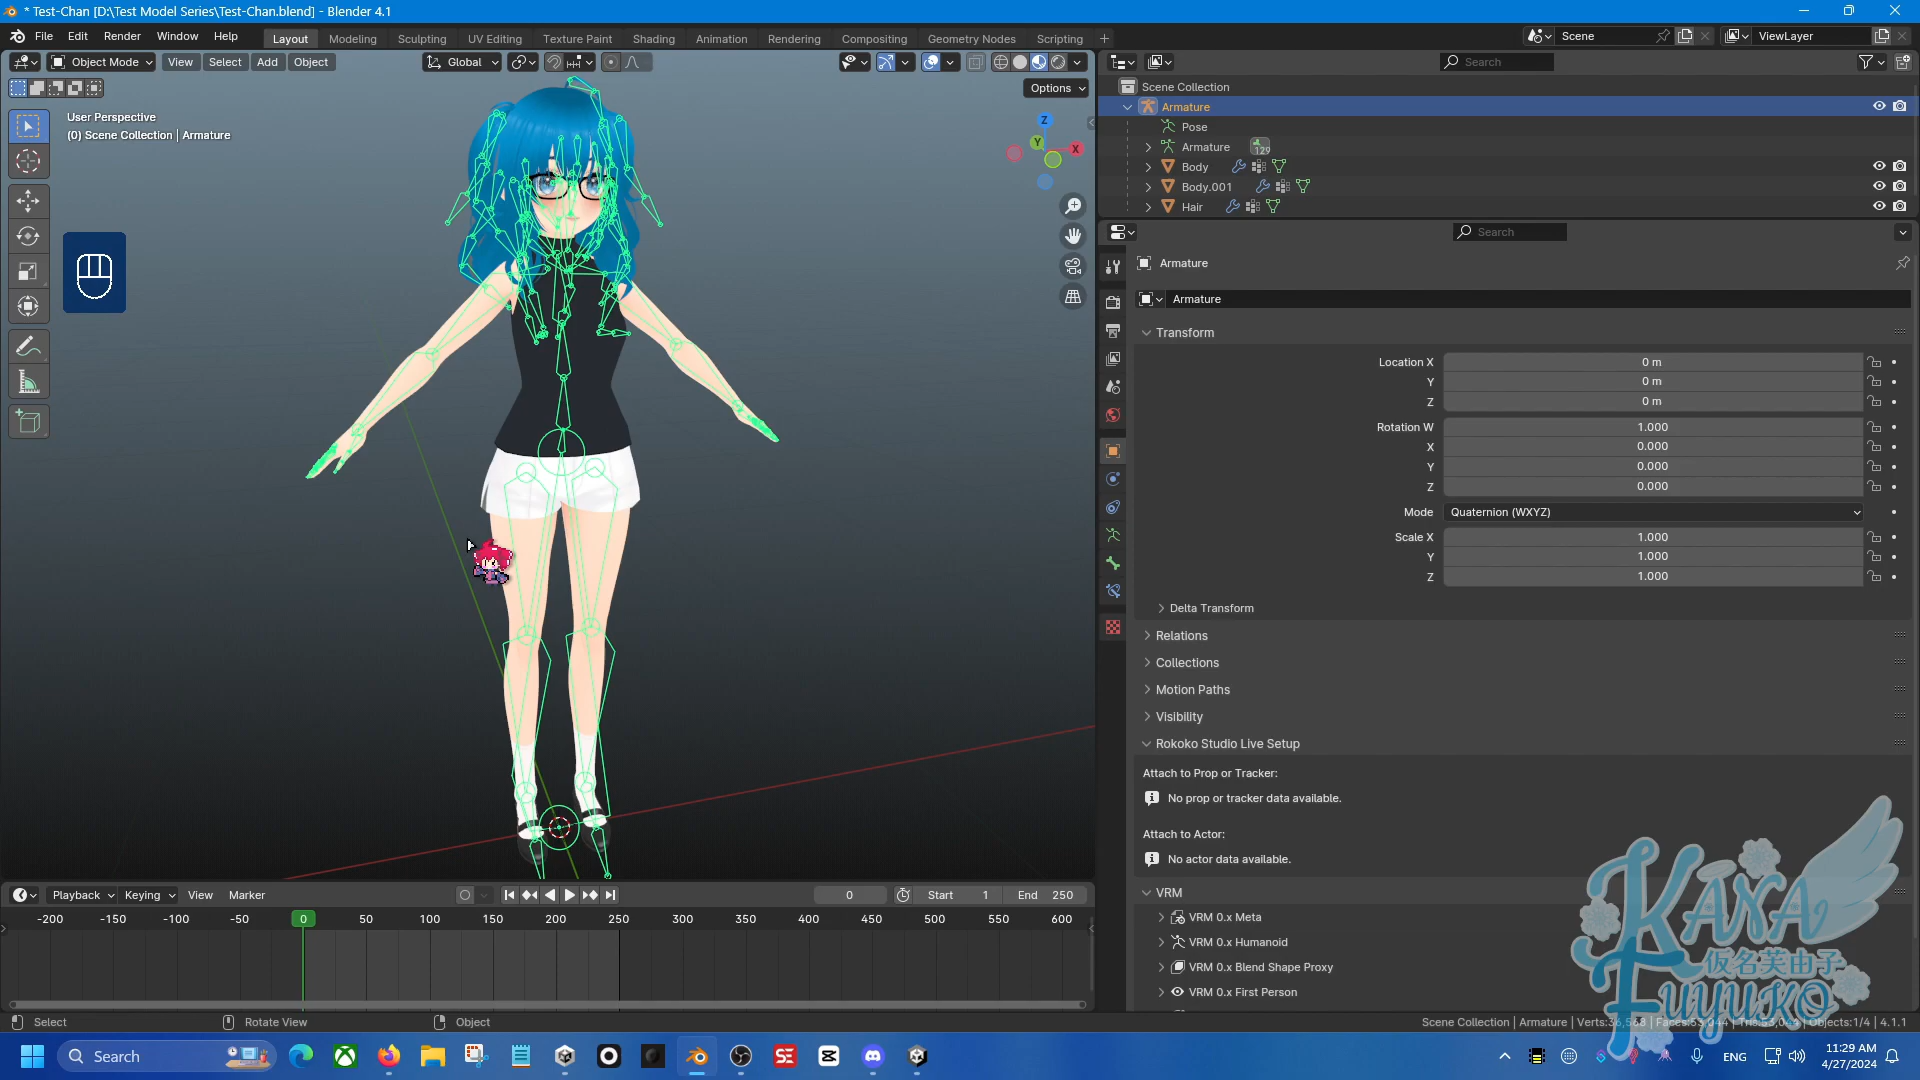 * Test-Chan [D:\Test Model Series\Test-Chan.blend] - Blender 4.1
File Edit Render Window Help
Layout Modeling Sculpting UV Editing Texture Paint Shading Animation Rendering Compositing Geometry Nodes Scripting +
Scene
ViewLayer
Object Mode View Select Add Object
Global
Options
User Perspective
(0) Scene Collection | Armature
Z
Y
X
Search
Scene Collection
Armature
Pose
Armature 129
Body
Body.001
Hair
Search
Armature
Armature
Transform
Location X 0 m
Y 0 m
Z 0 m
Rotation W 1.000
X 0.000
Y 0.000
Z 0.000
Mode Quaternion (WXYZ)
Scale X 1.000
Y 1.000
Z 1.000
Delta Transform
Relations
Collections
Motion Paths
Visibility
Rokoko Studio Live Setup
Attach to Prop or Tracker:
No prop or tracker data available.
Attach to Actor:
No actor data available.
VRM
VRM 0.x Meta
VRM 0.x Humanoid
VRM 0.x Blend Shape Proxy
VRM 0.x First Person
KANA
仮名芙由子
FUYUKO
Playback Keying View Marker
0 Start 1 End 250
-200 -150 -100 -50 0 50 100 150 200 250 300 350 400 450 500 550 600
Select Rotate View Object
Scene Collection | Armature | Verts:36,568 | Faces:53,044 | Tris:53,044 | Objects:1/4 | 4.1.1
Search
SE
ENG
11:29 AM
4/27/2024